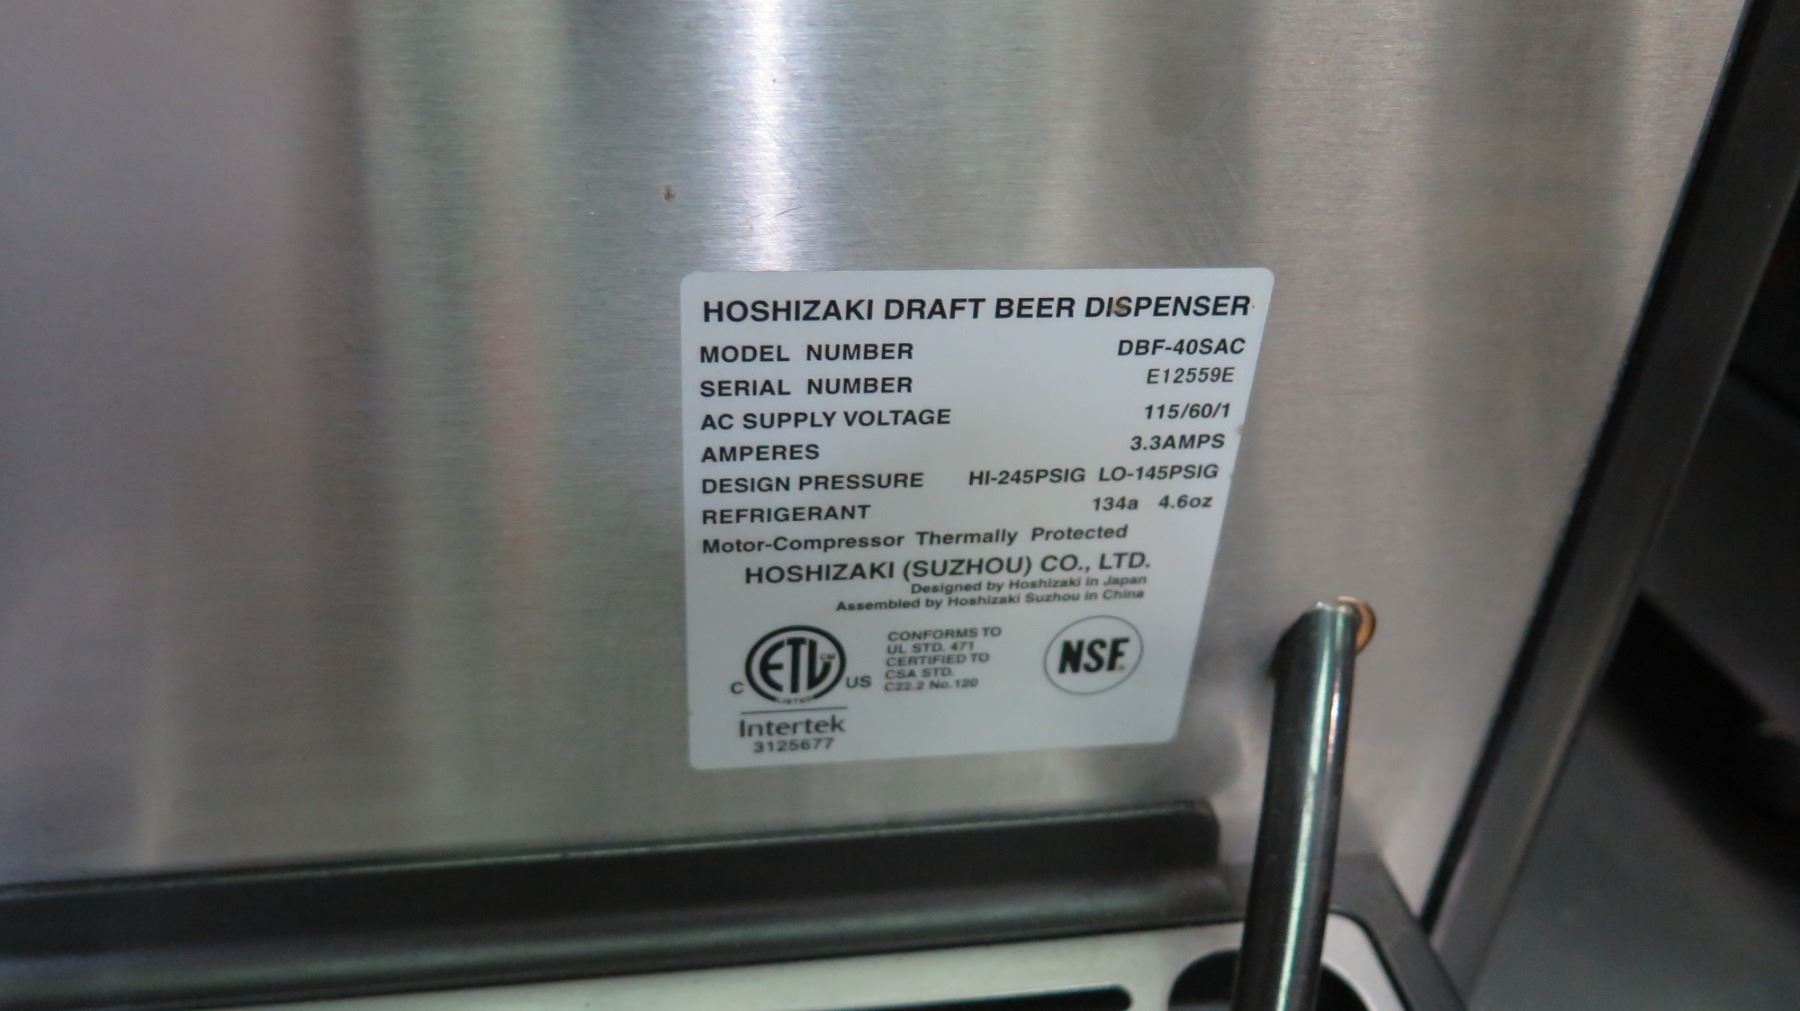 HOSHIZAKI DRAFT BEER DISPENSER
MODEL NUMBER DBF-40SAC
SERIAL NUMBER E12559E
AC SUPPLY VOLTAGE 115/60/1
AMPERES 3.3AMPS
DESIGN PRESSURE HI-245PSIG LO-145PSIG
REFRIGERANT 134a 4.6oz
Motor-Compressor Thermally Protected
HOSHIZAKI (SUZHOU) CO., LTD.
Designed by Hoshizaki in Japan
Assembled by Hoshizaki Suzhou in China
C ETL CM US
LISTED
Intertek
3125677
CONFORMS TO
UL STD. 471
CERTIFIED TO
CSA STD.
C22.2 No.120
NSF